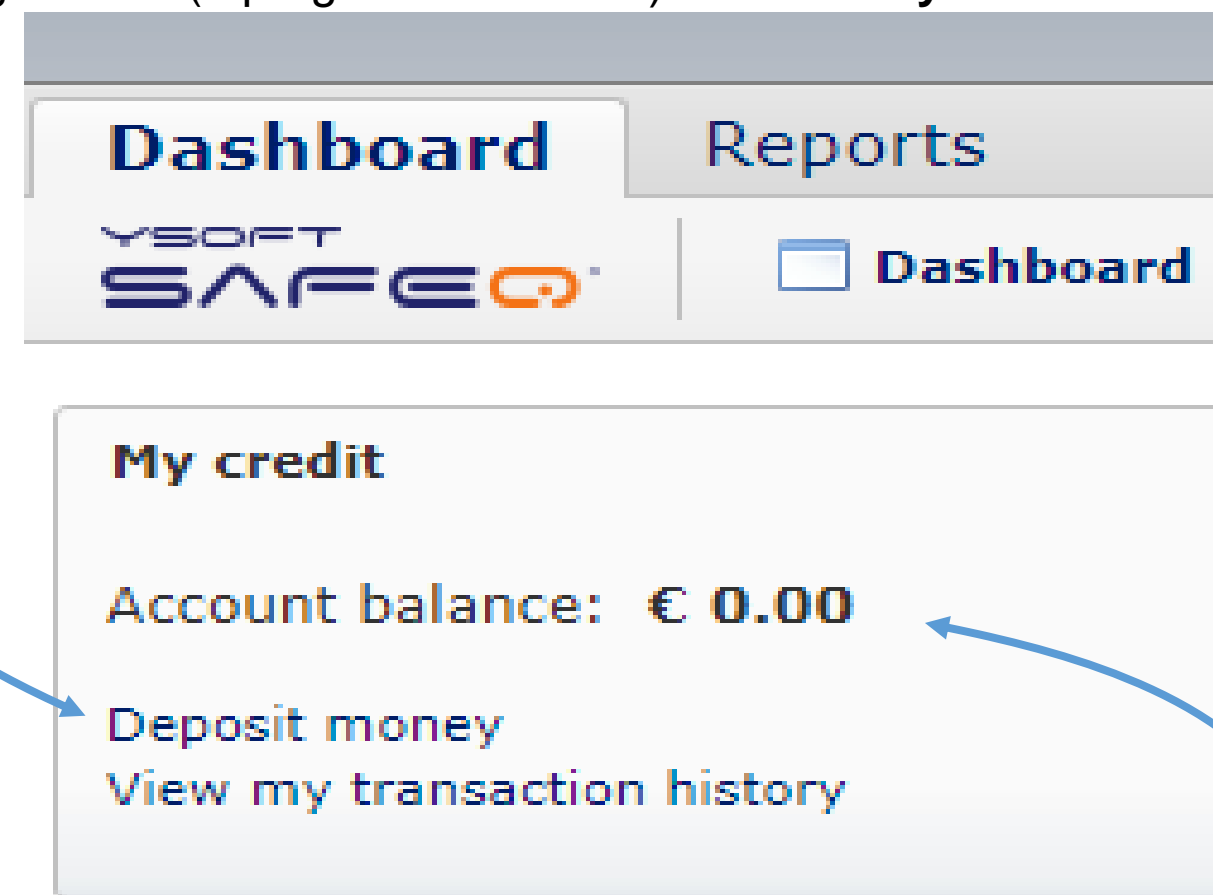 Dashboard Reports
YSOFT
SAFEQ Dashboard
My credit
Account balance: € 0.00
Deposit money
View my transaction history